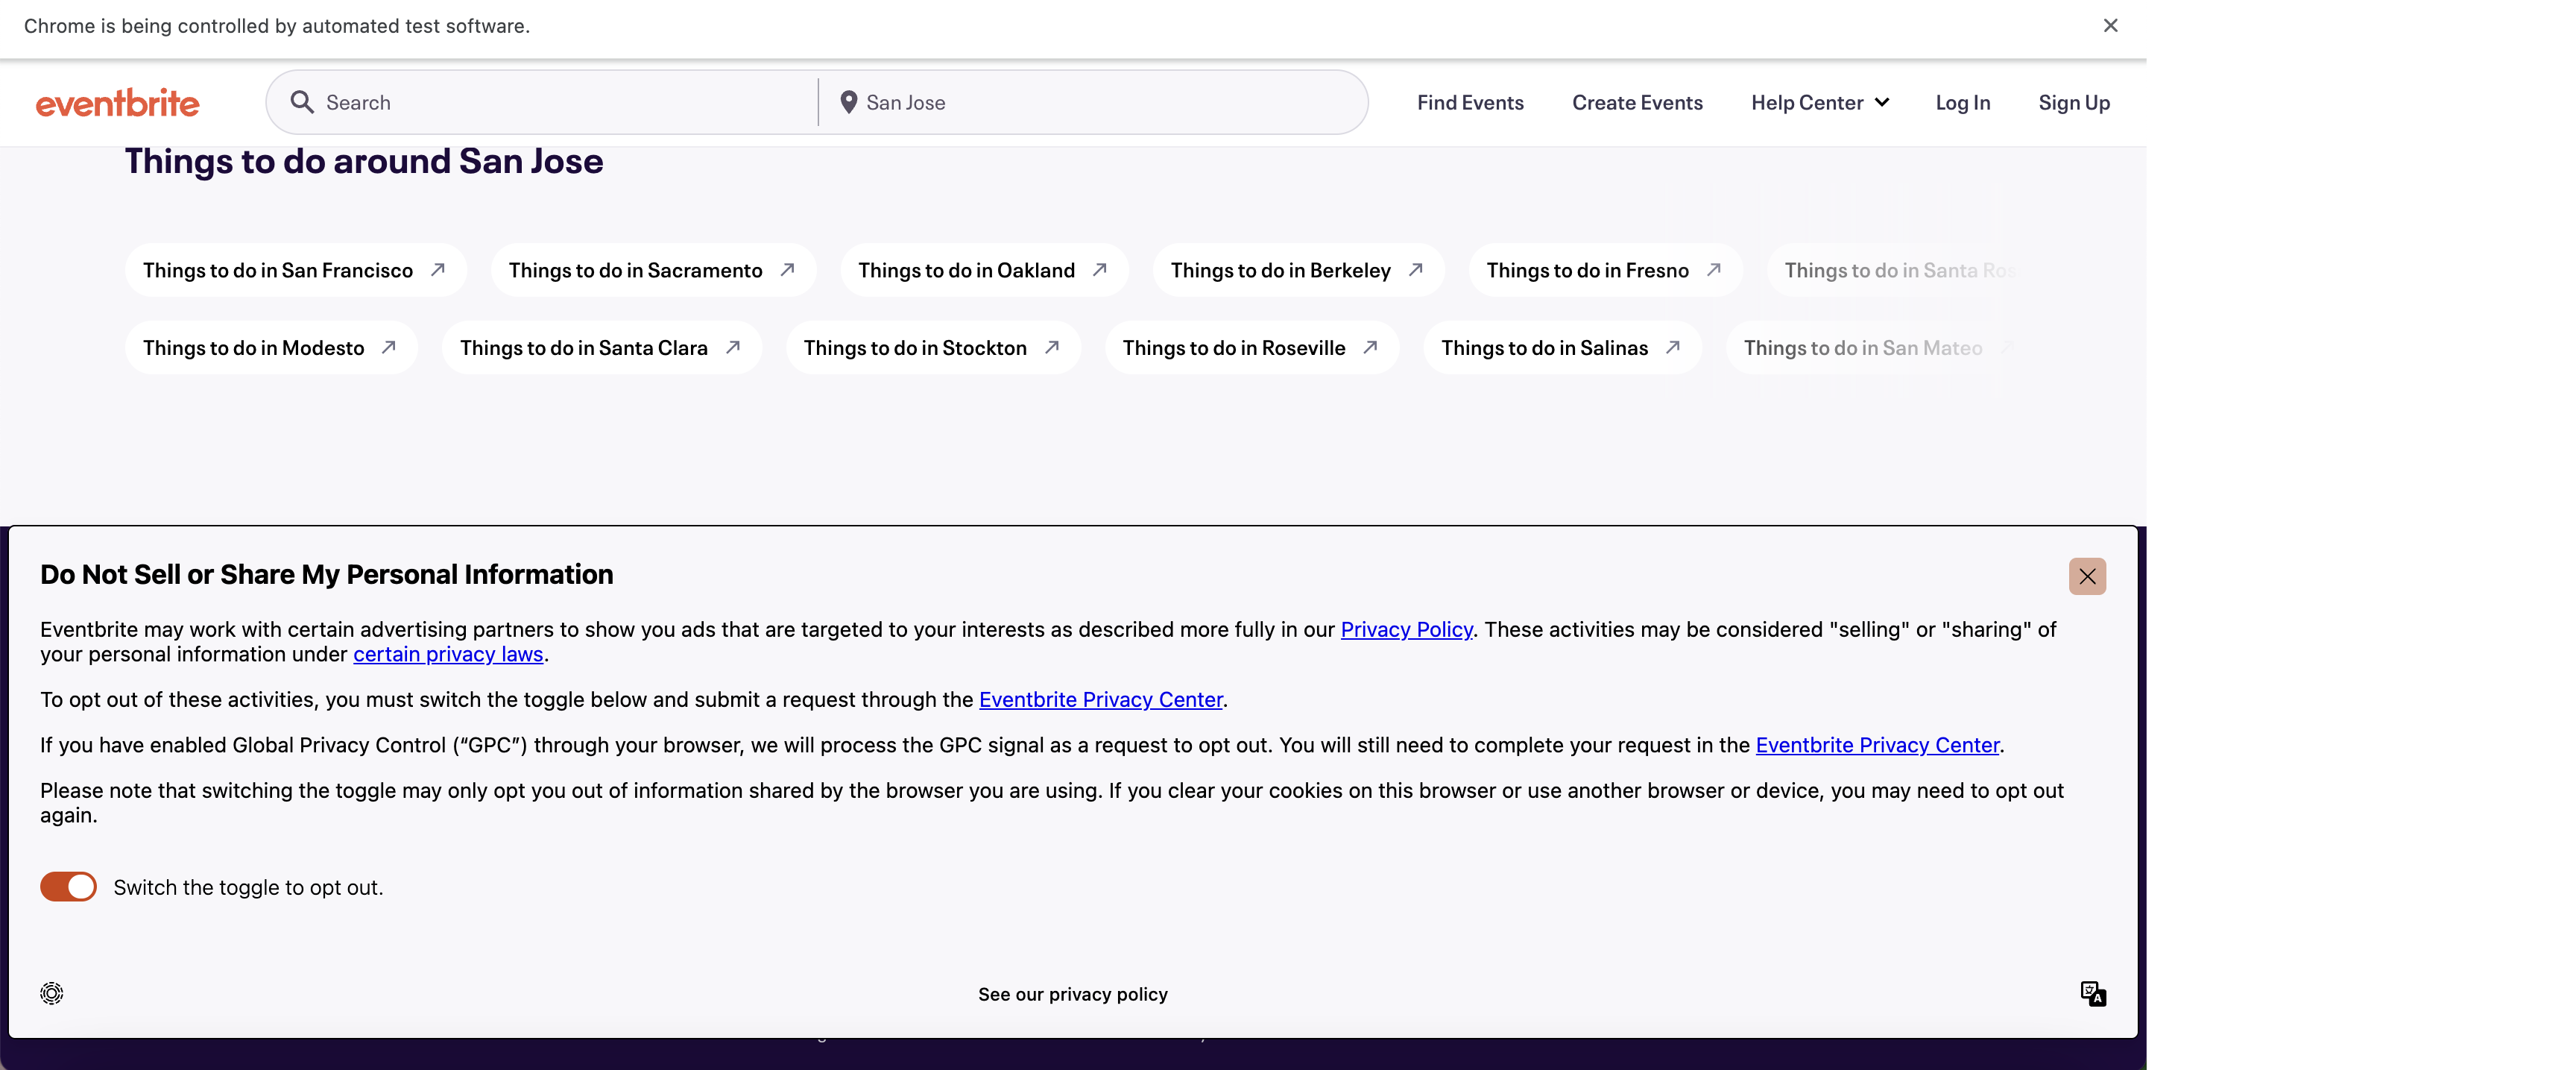 Chrome is being controlled by automated test software.
eventbrite
Search
San Jose
Find Events
Create Events
Help Center
Log In
Sign Up
Things to do around San Jose
Things to do in San Francisco
Things to do in Sacramento
Things to do in Oakland
Things to do in Berkeley
Things to do in Fresno
Things to do in Santa Ros
Things to do in Modesto
Things to do in Santa Clara
Things to do in Stockton
Things to do in Roseville
Things to do in Salinas
Things to do in San Mateo
Do Not Sell or Share My Personal Information
Eventbrite may work with certain advertising partners to show you ads that are targeted to your interests as described more fully in our Privacy Policy. These activities may be considered "selling" or "sharing" of
your personal information under certain privacy laws.
To opt out of these activities, you must switch the toggle below and submit a request through the Eventbrite Privacy Center.
If you have enabled Global Privacy Control (“GPC”) through your browser, we will process the GPC signal as a request to opt out. You will still need to complete your request in the Eventbrite Privacy Center.
Please note that switching the toggle may only opt you out of information shared by the browser you are using. If you clear your cookies on this browser or use another browser or device, you may need to opt out
again.
Switch the toggle to opt out.
See our privacy policy